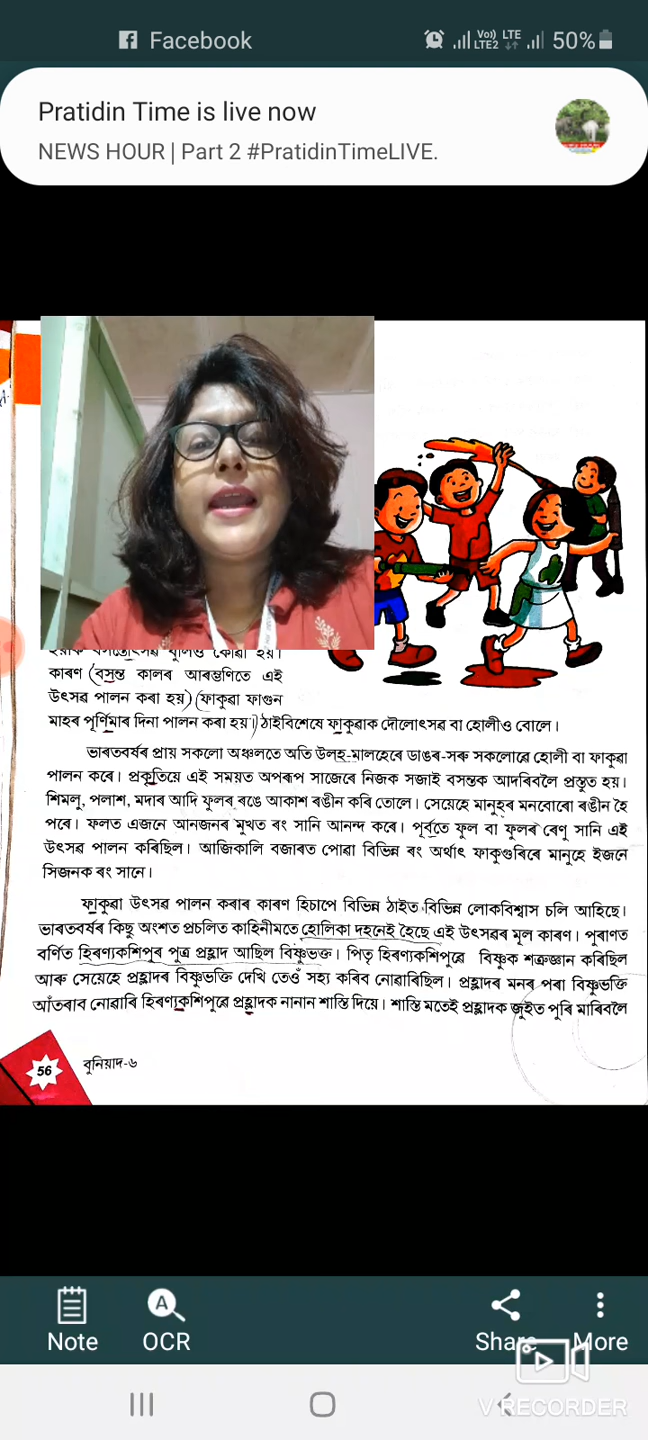 Facebook
Vo) LTE
LTE2
50%
Pratidin Time is live now
NEWS HOUR | Part 2 #PratidinTimeLIVE.
হয়াক বসন্তোৎসৱ বুলিও কোৱা হয়।
কাৰণ (বসন্ত কালৰ আৰম্ভণিতে এই
উৎসৱ পালন কৰা হয়) (ফাকুৱা ফাগুন
মাহৰ পূৰ্ণিমাৰ দিনা পালন কৰা হয়।) ঠাইবিশেষে ফাকুৱাক দৌলোৎসৱ বা হোলীও বোলে।
ভাৰতবৰ্ষৰ প্ৰায় সকলো অঞ্চলতে অতি উলহ-মালহেৰে ডাঙৰ-সৰু সকলোৱে হোলী বা ফাকুৱা
পালন কৰে। প্ৰকৃতিয়ে এই সময়ত অপৰূপ সাজেৰে নিজক সজাই বসন্তক আদৰিবলৈ প্ৰস্তুত হয়।
শিমলু, পলাশ, মদাৰ আদি ফুলৰ ৰঙে আকাশ ৰঙীন কৰি তোলে। সেয়েহে মানুহৰ মনবোৰো ৰঙীন হৈ
পৰে। ফলত এজনে আনজনৰ মুখত ৰং সানি আনন্দ কৰে। পূৰ্বতে ফুল বা ফুলৰ ৰেণু সানি এই
উৎসৱ পালন কৰিছিল। আজিকালি বজাৰত পোৱা বিভিন্ন ৰং অৰ্থাৎ ফাকুগুৰিৰে মানুহে ইজনে
সিজনক ৰং সানে।
ফাকুৱা উৎসৱ পালন কৰাৰ কাৰণ হিচাপে বিভিন্ন ঠাইত বিভিন্ন লোকবিশ্বাস চলি আহিছে।
ভাৰতবৰ্ষৰ কিছু অংশত প্ৰচলিত কাহিনীমতে হোলিকা দহনেই হৈছে এই উৎসৱৰ মূল কাৰণ। পুৰাণত
বৰ্ণিত হিৰণ্যকশিপুৰ পুত্ৰ প্ৰহ্লাদ আছিল বিষ্ণুভক্ত। পিতৃ হিৰণ্যকশিপুৱে বিষ্ণুক শত্ৰুজ্ঞান কৰিছিল
আৰু সেয়েহে প্ৰহ্লাদৰ বিষ্ণুভক্তি দেখি তেওঁ সহ্য কৰিব নোৱাৰিছিল। প্ৰহ্লাদৰ মনৰ পৰা বিষ্ণুভক্তি
আঁতৰাব নোৱাৰি হিৰণ্যকশিপুৱে প্ৰহ্লাদক নানান শাস্তি দিয়ে। শাস্তি মতেই প্ৰহ্লাদক জুইত পুৰি মাৰিবলৈ
56 বুনিয়াদ-৬
Note OCR Share More
V RECORDER